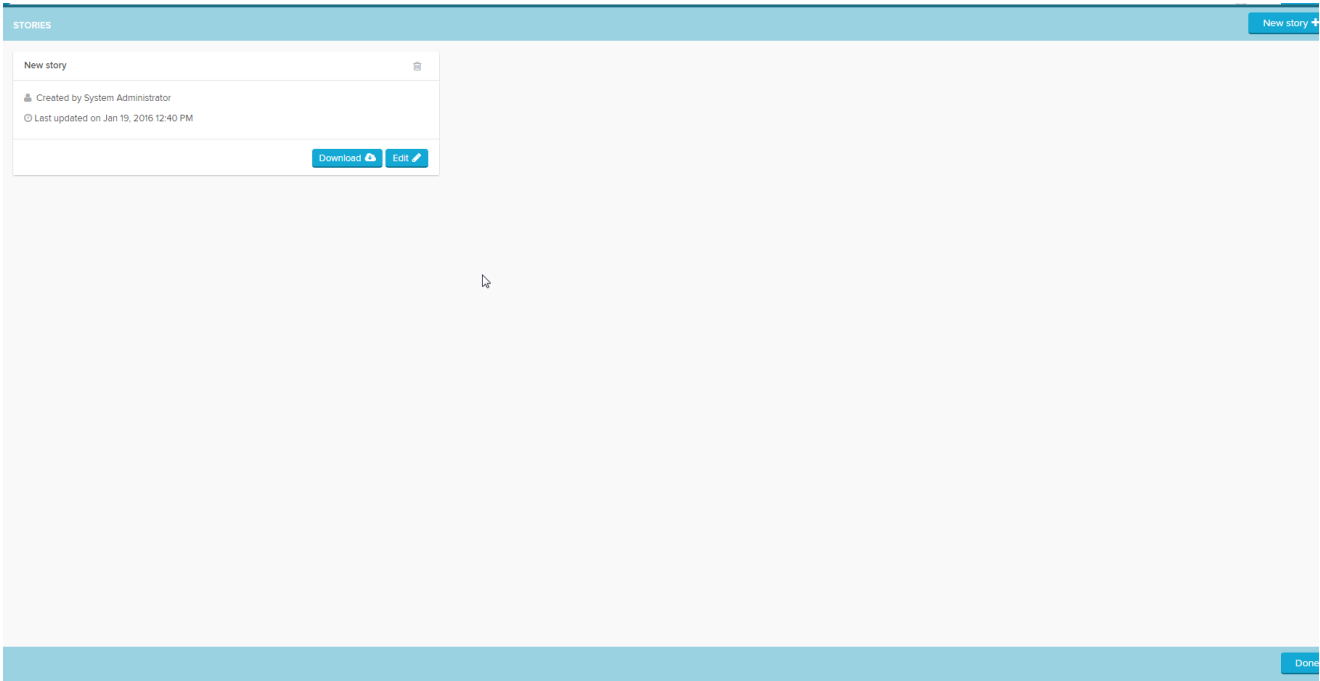 STORIES
New story
New story
Created by System Administrator
Last updated on Jan 19, 2016 12:40 PM
Download
Edit
Done